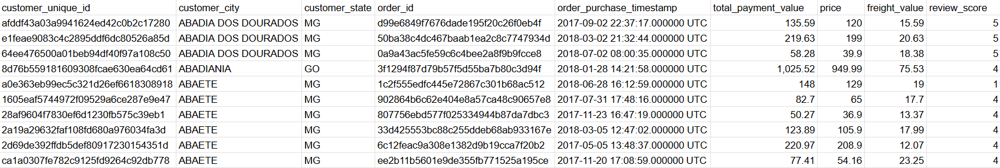 customer_unique_id customer_city customer_state order_id order_purchase_timestamp total_payment_value price freight_value review_score
afddf43a03a9941624ed42c0b2c17280 ABADIA DOS DOURADOS MG d99e6849f7676dade195f20c26f0eb4f 2017-09-02 22:37:17.000000 UTC 135.59 120 15.59 5
e1feae9083c4c2895ddf6dc80526a85d ABADIA DOS DOURADOS MG 50ba38c4dc467baab1ea2c8c7747934d 2018-03-02 21:32:44.000000 UTC 219.63 199 20.63 5
64ee476500a01beb94df40f97a108c50 ABADIA DOS DOURADOS MG 0a9a43ac5fe59c6c4bee2a8f9b9fcce8 2018-07-02 08:00:35.000000 UTC 58.28 39.9 18.38 5
8d76b559181609308fcae630ea64cd61 ABADIANIA GO 3f1294f87d79b57f5d55ba7b80c3d94f 2018-01-28 14:21:58.000000 UTC 1,025.52 949.99 75.53 4
a0e363eb99ec5c321d26ef6618308918 ABAETE MG 1c2f555edfc445e72867c301b68ac512 2018-06-28 16:12:59.000000 UTC 148 129 19 1
1605eaf5744972f09529a6ce287e9e47 ABAETE MG 902864b6c62e404e8a57ca48c90657e8 2017-07-31 17:48:16.000000 UTC 82.7 65 17.7 4
28af9604f7830ef6d1230fb575c39eb1 ABAETE MG 807756ebd577f025334944b87da7dbc3 2017-11-23 16:47:19.000000 UTC 50.27 36.9 13.37 4
2a19a29632faf108fd680a976034fa3d ABAETE MG 33d425553bc88c255ddeb68ab933167e 2018-03-05 12:47:02.000000 UTC 123.89 105.9 17.99 4
2d69de392ffdb5def80917230154351d ABAETE MG 6c12feac9a308e1382d9b19cca7f20b2 2017-05-05 13:48:37.000000 UTC 220.97 208.9 12.07 4
ca1a0307fe782c9125fd9264c92db778 ABAETE MG ee2b11b5601e9de355fb771525a195ce 2017-11-20 17:08:59.000000 UTC 77.41 54.16 23.25 4